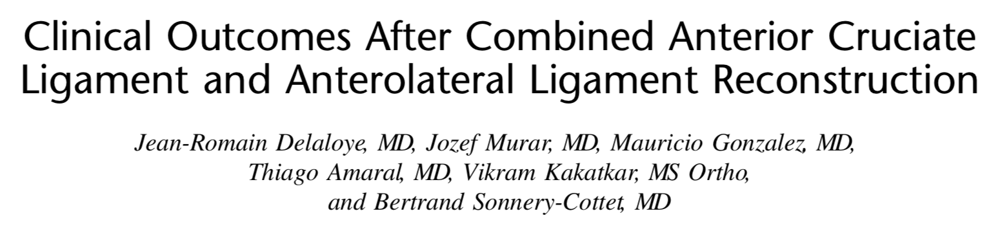 Clinical Outcomes After Combined Anterior Cruciate
Ligament and Anterolateral Ligament Reconstruction
Jean-Romain Delaloye, MD, Jozef Murar, MD, Mauricio Gonzalez, MD,
Thiago Amaral, MD, Vikram Kakatkar, MS Ortho,
and Bertrand Sonnery-Cottet, MD